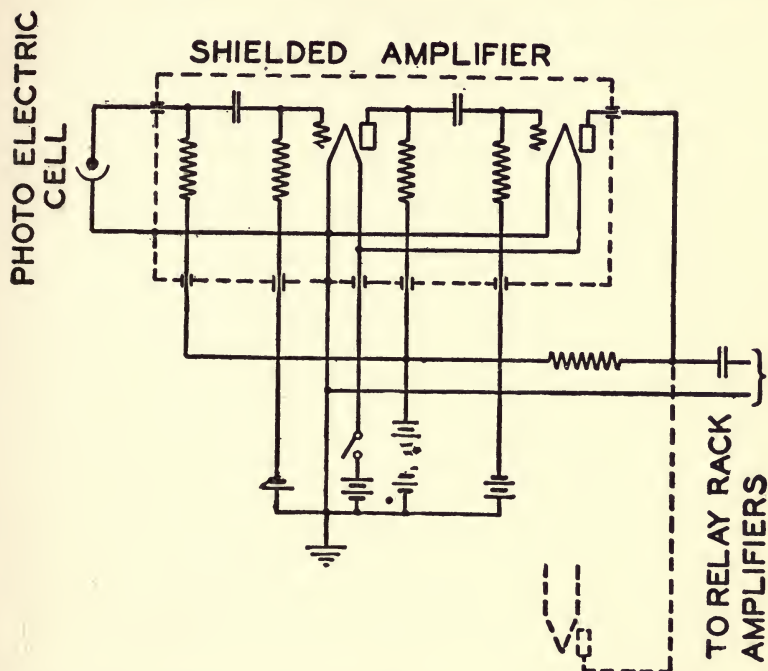 SHIELDED AMPLIFIER
PHOTO ELECTRIC
CELL
TO RELAY RACK
AMPLIFIERS